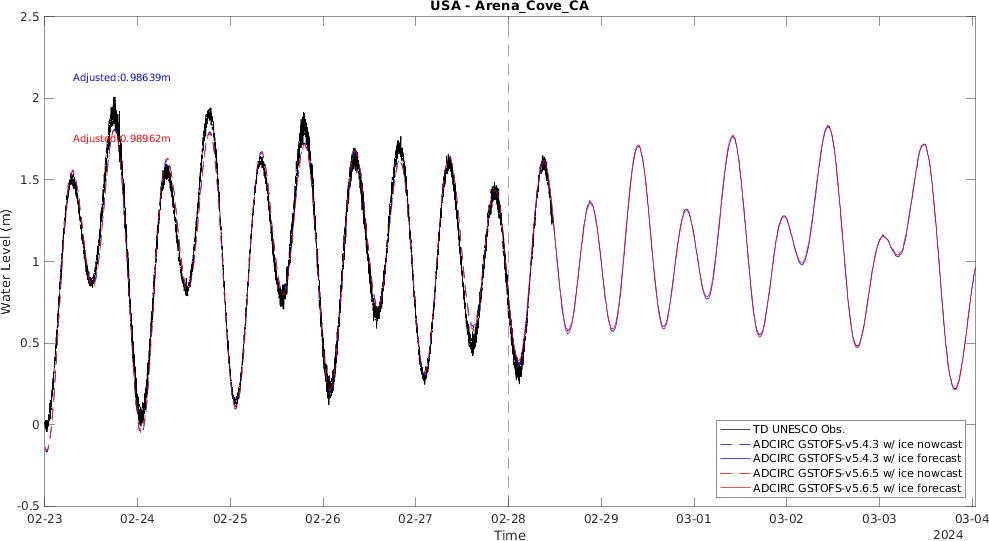 USA - Arena_Cove_CA
Adjusted:0.98639m
Adjusted:0.98962m
Water Level (m)
2.5
2
1.5
1
0.5
0
-0.5
TD UNESCO Obs.
ADCIRC GSTOFS-v5.4.3 w/ ice nowcast
ADCIRC GSTOFS-v5.4.3 w/ ice forecast
ADCIRC GSTOFS-v5.6.5 w/ ice nowcast
ADCIRC GSTOFS-v5.6.5 w/ ice forecast
02-23 02-24 02-25 02-26 02-27 02-28 02-29 03-01 03-02 03-03 03-04
Time
2024